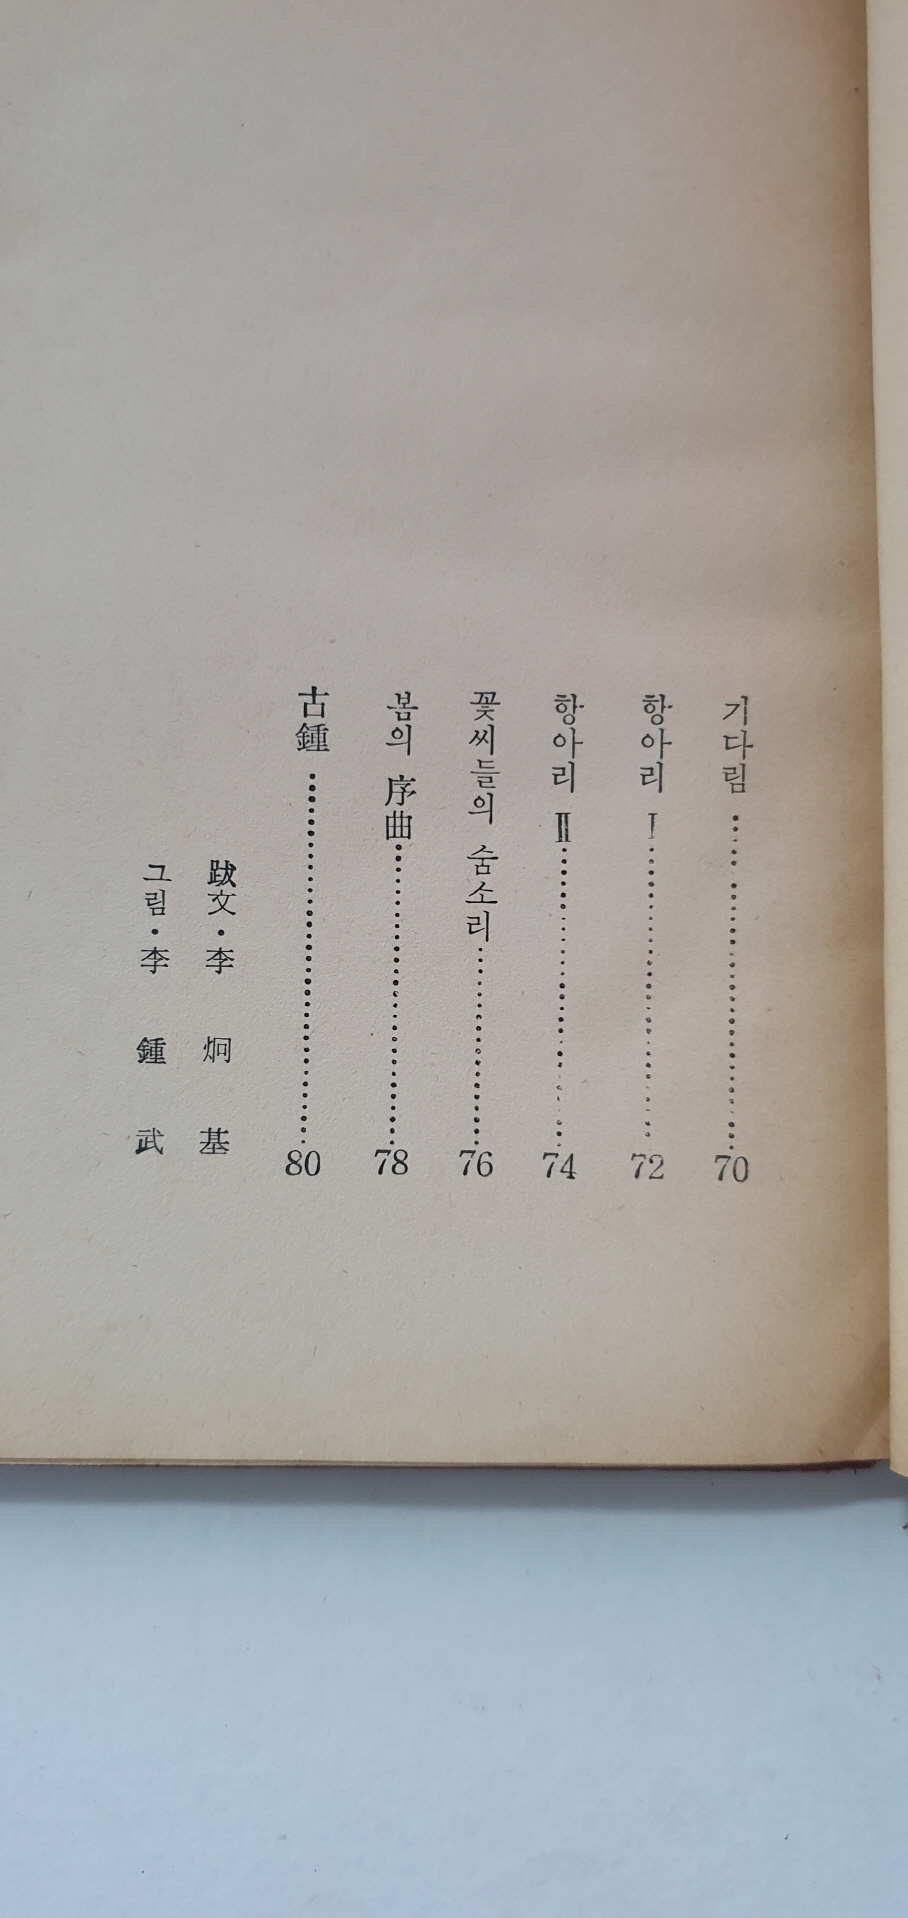 기다림 70
항아리 Ⅰ 72
항아리 Ⅱ 74
꽃씨들의 숨소리 76
봄의 序曲 78
古鍾 80
跋文・李 炯 基
그림・李 鍾 武